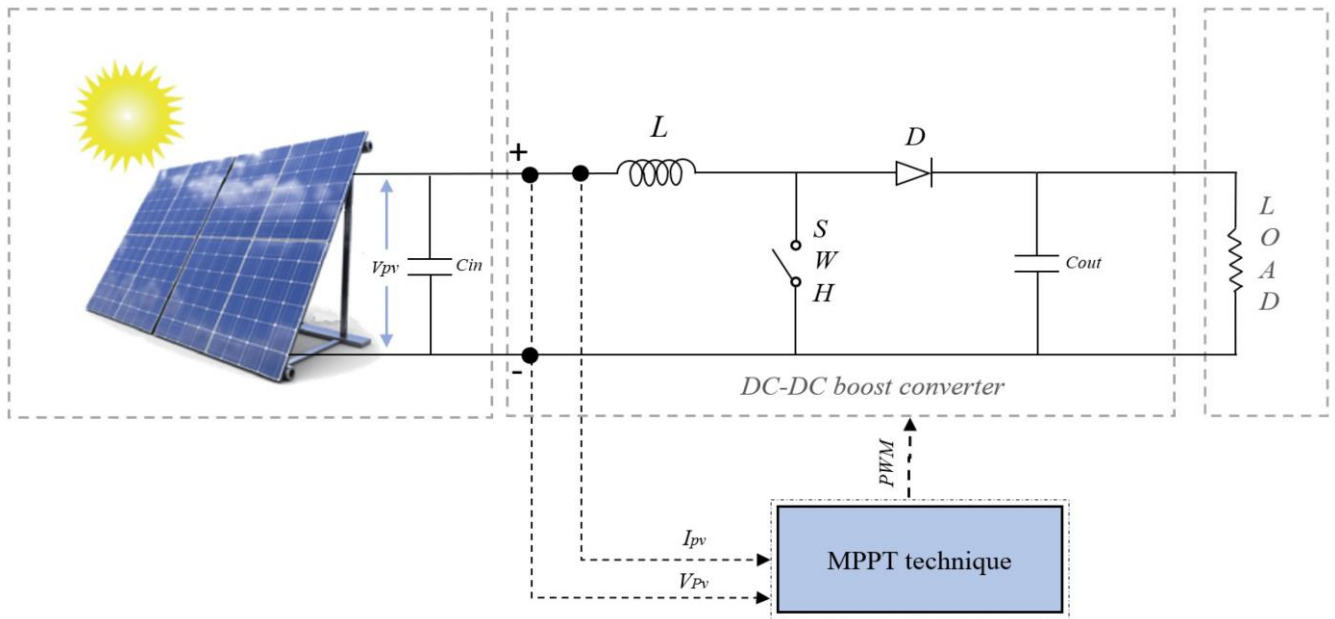 L
D
+
S
W
H
Vpv
Cin
Cout
L
O
A
D
-
DC-DC boost converter
PWM
Ipv
VPv
MPPT technique